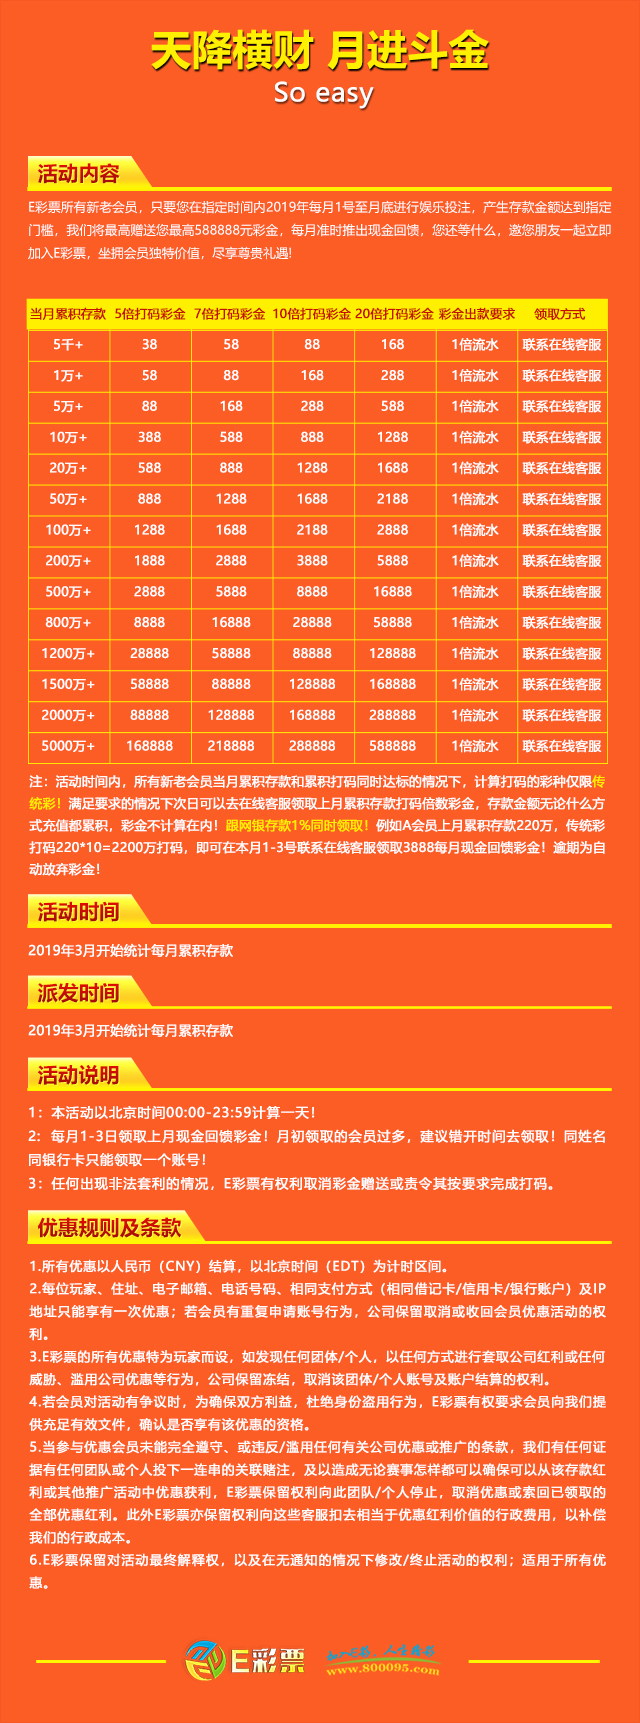 天降横财 月进斗金
So easy
活动内容
E彩票所有新老会员，只要您在指定时间内2019年每月1号至月底进行娱乐投注，产生存款金额达到指定
门槛，我们将最高赠送您最高588888元彩金，每月准时推出现金回馈，您还等什么，邀您朋友一起立即
加入E彩票，坐拥会员独特价值，尽享尊贵礼遇!
当月累积存款 5倍打码彩金 7倍打码彩金 10倍打码彩金 20倍打码彩金 彩金出款要求 领取方式
5千+ 38 58 88 168 1倍流水 联系在线客服
1万+ 58 88 168 288 1倍流水 联系在线客服
5万+ 88 168 288 588 1倍流水 联系在线客服
10万+ 388 588 888 1288 1倍流水 联系在线客服
20万+ 588 888 1288 1688 1倍流水 联系在线客服
50万+ 888 1288 1688 2188 1倍流水 联系在线客服
100万+ 1288 1688 2188 2888 1倍流水 联系在线客服
200万+ 1888 2888 3888 5888 1倍流水 联系在线客服
500万+ 2888 5888 8888 16888 1倍流水 联系在线客服
800万+ 8888 16888 28888 58888 1倍流水 联系在线客服
1200万+ 28888 58888 88888 128888 1倍流水 联系在线客服
1500万+ 58888 88888 128888 168888 1倍流水 联系在线客服
2000万+ 88888 128888 168888 288888 1倍流水 联系在线客服
5000万+ 168888 218888 288888 588888 1倍流水 联系在线客服
注：活动时间内，所有新老会员当月累积存款和累积打码同时达标的情况下，计算打码的彩种仅限传
统彩！满足要求的情况下次日可以去在线客服领取上月累积存款打码倍数彩金，存款金额无论什么方
式充值都累积，彩金不计算在内！跟网银存款1%同时领取！例如A会员上月累积存款220万，传统彩
打码220*10=2200万打码，即可在本月1-3号联系在线客服领取3888每月现金回馈彩金！逾期为自
动放弃彩金！
活动时间
2019年3月开始统计每月累积存款
派发时间
2019年3月开始统计每月累积存款
活动说明
1：本活动以北京时间00:00-23:59计算一天！
2：每月1-3日领取上月现金回馈彩金！月初领取的会员过多，建议错开时间去领取！同姓名
同银行卡只能领取一个账号！
3：任何出现非法套利的情况，E彩票有权利取消彩金赠送或责令其按要求完成打码。
优惠规则及条款
1.所有优惠以人民币（CNY）结算，以北京时间（EDT）为计时区间。
2.每位玩家、住址、电子邮箱、电话号码、相同支付方式（相同借记卡/信用卡/银行账户）及IP
地址只能享有一次优惠；若会员有重复申请账号行为，公司保留取消或收回会员优惠活动的权
利。
3.E彩票的所有优惠特为玩家而设，如发现任何团体/个人，以任何方式进行套取公司红利或任何
威胁、滥用公司优惠等行为，公司保留冻结，取消该团体/个人账号及账户结算的权利。
4.若会员对活动有争议时，为确保双方利益，杜绝身份盗用行为，E彩票有权要求会员向我们提
供充足有效文件，确认是否享有该优惠的资格。
5.当参与优惠会员未能完全遵守、或违反/滥用任何有关公司优惠或推广的条款，我们有任何证
据有任何团队或个人投下一连串的关联赌注，及以造成无论赛事怎样都可以确保可以从该存款红
利或其他推广活动中优惠获利，E彩票保留权利向此团队/个人停止，取消优惠或索回已领取的
全部优惠红利。此外E彩票亦保留权利向这些客服扣去相当于优惠红利价值的行政费用，以补偿
我们的行政成本。
6.E彩票保留对活动最终解释权，以及在无通知的情况下修改/终止活动的权利；适用于所有优
惠。
E彩票
www.800095.com